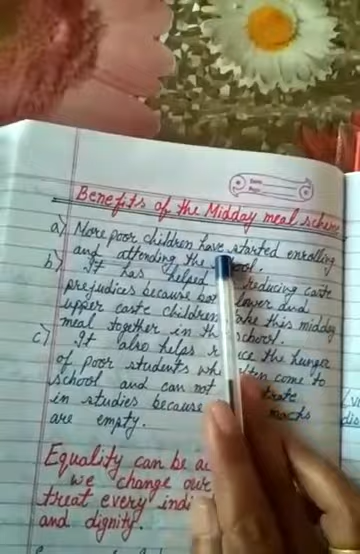 Benefits of the Midday meal scheme
a) More poor children have started enrolling
and attending the
b) It has helped reducing caste
prejudices because lower and
upper caste children take this midday
meal together in the school.
c) It also helps the hunger
of poor students who often come to
school and can not
in studies because
are empty.
Equality can be
we change our
treat every
and dignity.